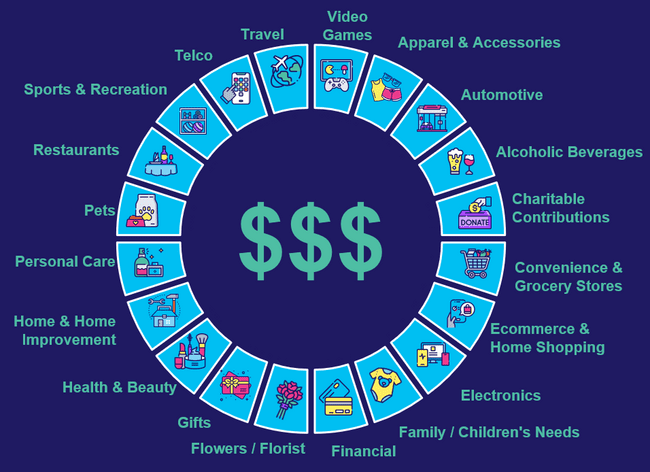 Video
Games
Apparel & Accessories
Automotive
Alcoholic Beverages
Charitable
Contributions
Convenience &
Grocery Stores
Ecommerce &
Home Shopping
Electronics
Family / Children's Needs
Financial
Flowers / Florist
Gifts
Health & Beauty
Home & Home
Improvement
Personal Care
Pets
Restaurants
Sports & Recreation
Telco
Travel
$$$
$
DONATE